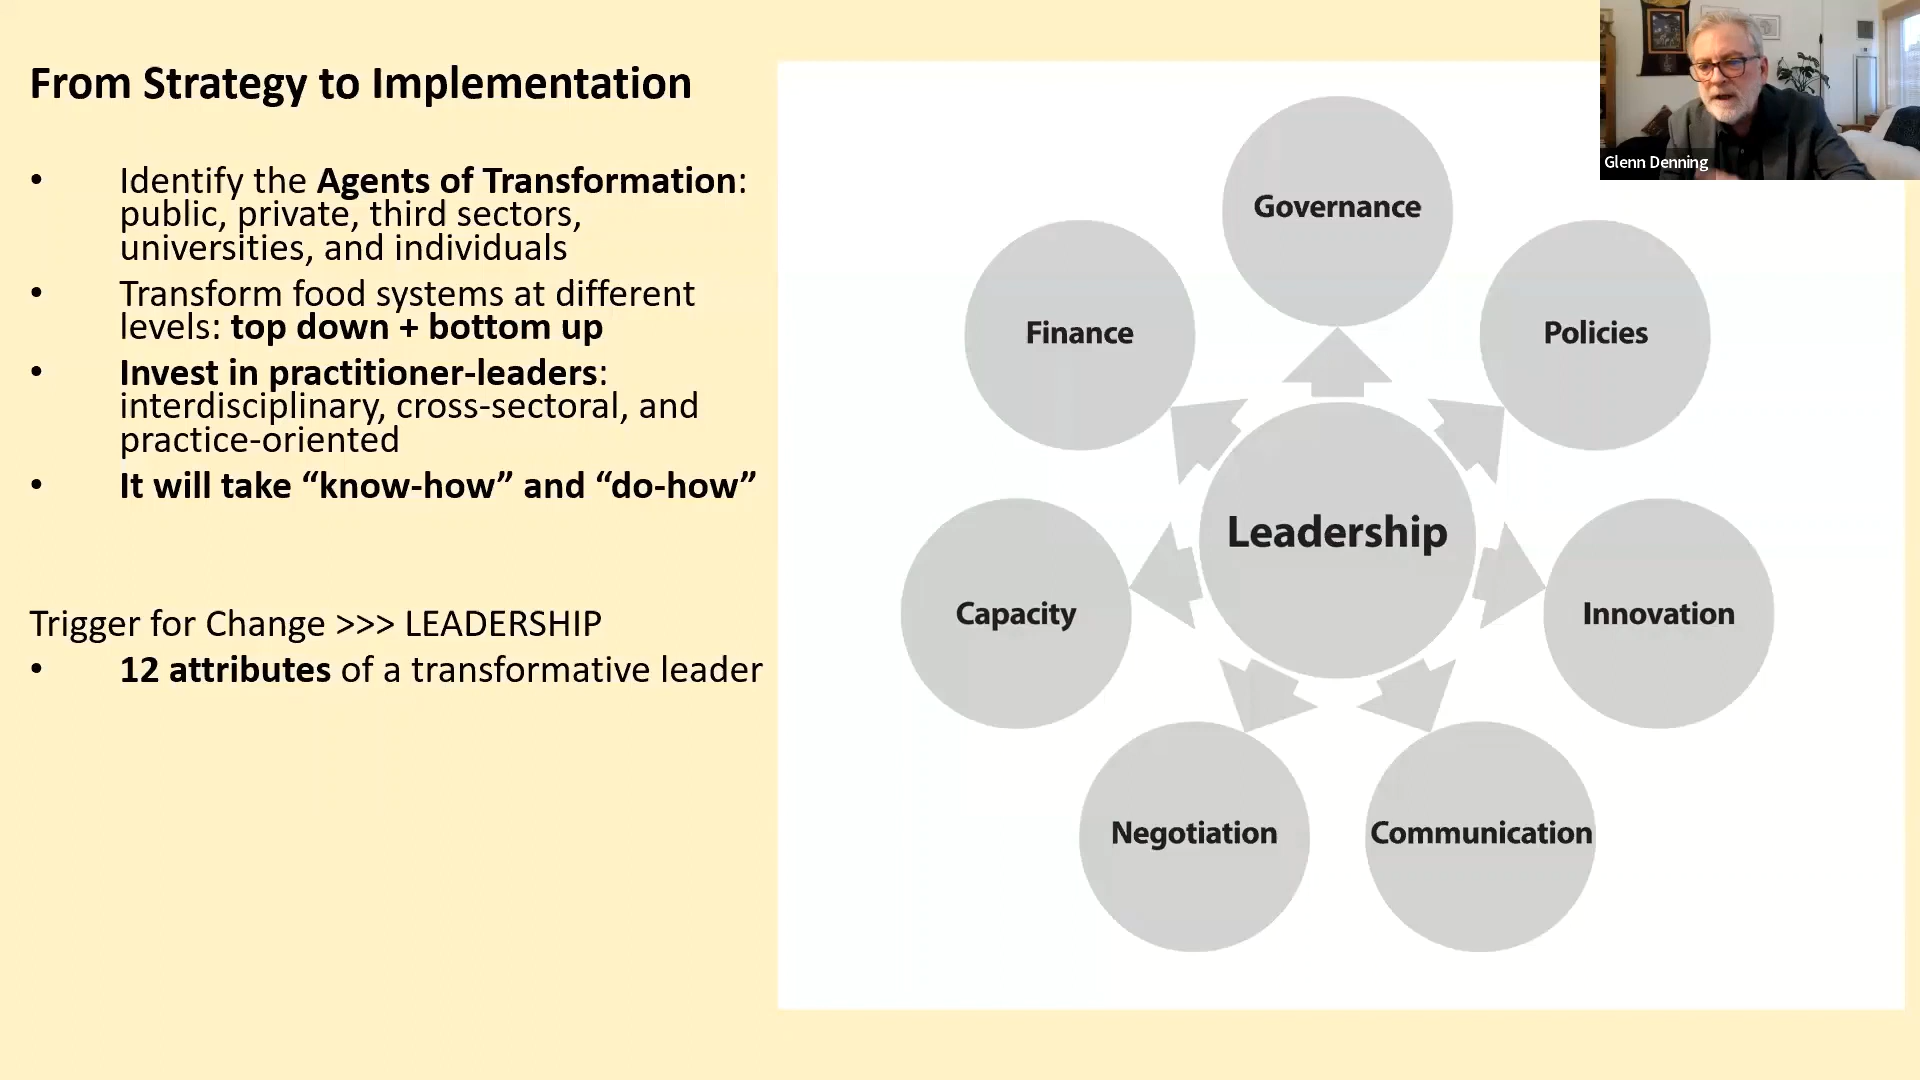 From Strategy to Implementation
• Identify the Agents of Transformation:
public, private, third sectors,
universities, and individuals
• Transform food systems at different
levels: top down + bottom up
• Invest in practitioner-leaders:
interdisciplinary, cross-sectoral, and
practice-oriented
• It will take “know-how” and “do-how”
Trigger for Change >>> LEADERSHIP
• 12 attributes of a transformative leader
Governance
Finance
Policies
Leadership
Capacity
Innovation
Negotiation
Communication
Glenn Denning